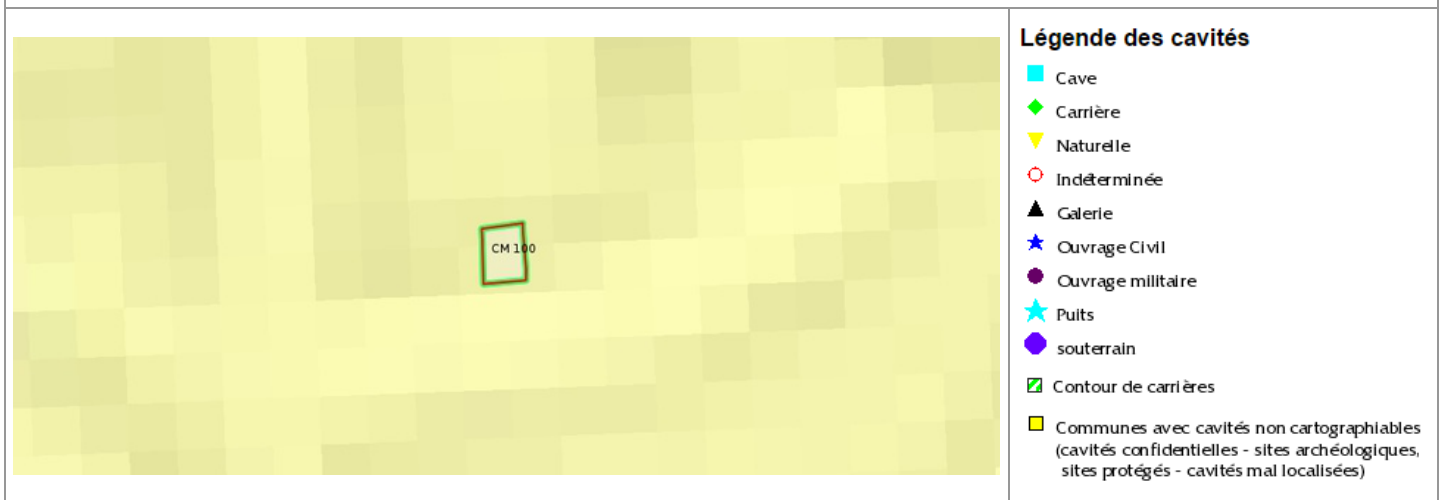 CM 100
Légende des cavités
Cave
Carrière
Naturelle
Indéterminée
Galerie
Ouvrage Civil
Ouvrage militaire
Puits
souterrain
Contour de carrières
Communes avec cavités non cartographiables
(cavités confidentielles - sites archéologiques,
sites protégés - cavités mal localisées)